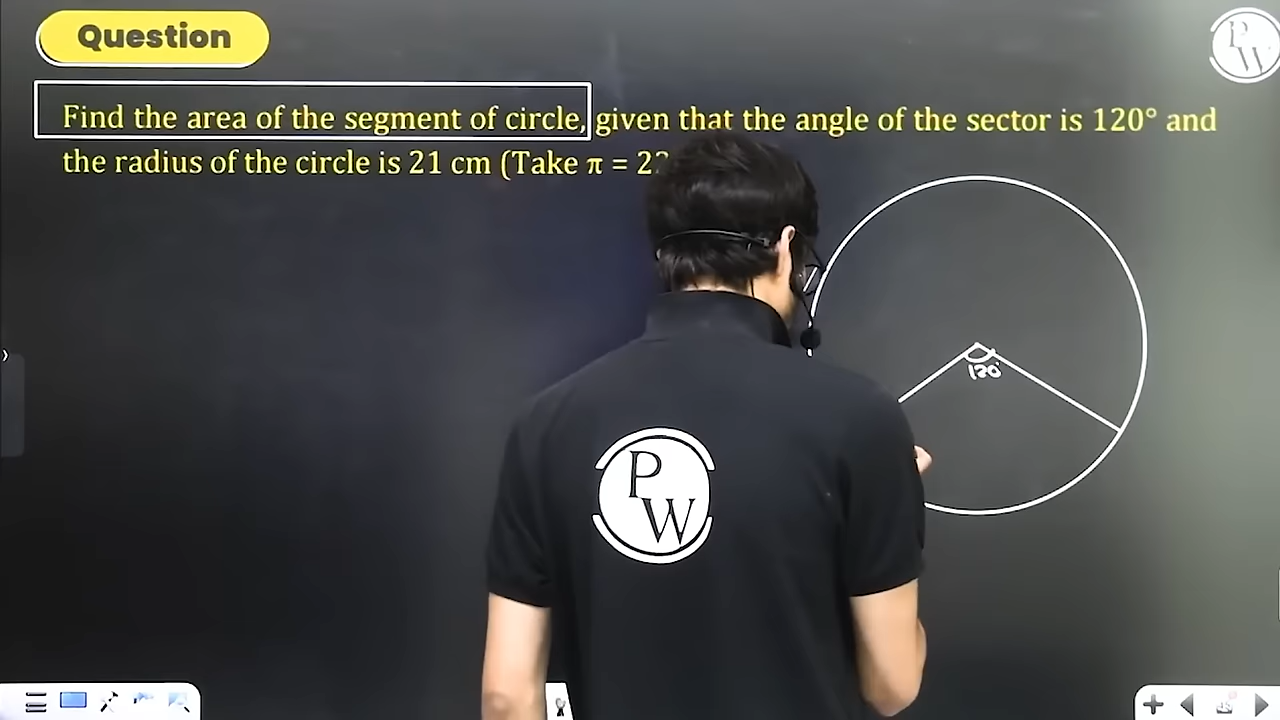 Question
Find the area of the segment of circle, given that the angle of the sector is 120° and
the radius of the circle is 21 cm (Take π = 22
120°
P
W
P
W